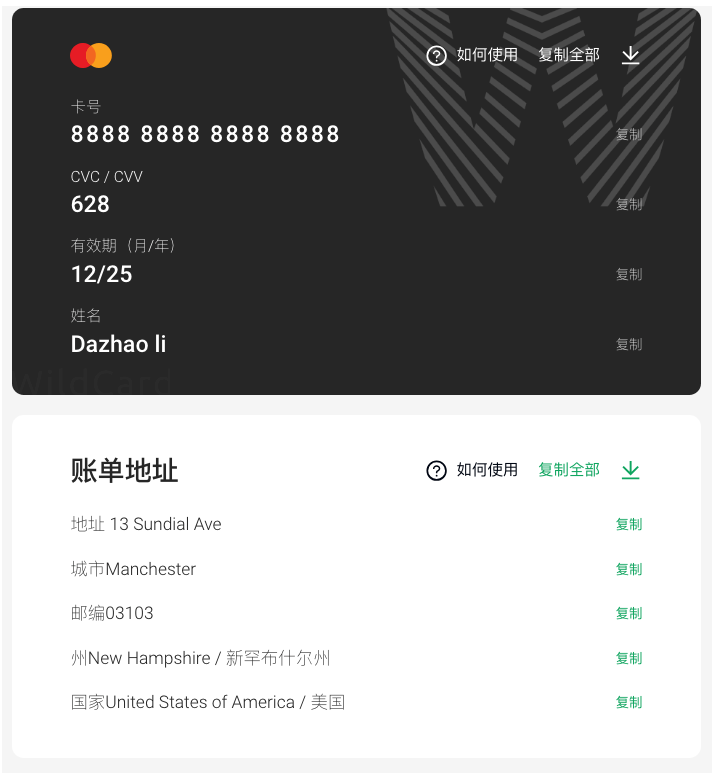 如何使用 复制全部
卡号
8888 8888 8888 8888 复制
CVC / CVV
628 复制
有效期（月/年）
12/25 复制
姓名
Dazhao li 复制
WildCard
账单地址 如何使用 复制全部
地址 13 Sundial Ave 复制
城市Manchester 复制
邮编03103 复制
州New Hampshire / 新罕布什尔州 复制
国家United States of America / 美国 复制